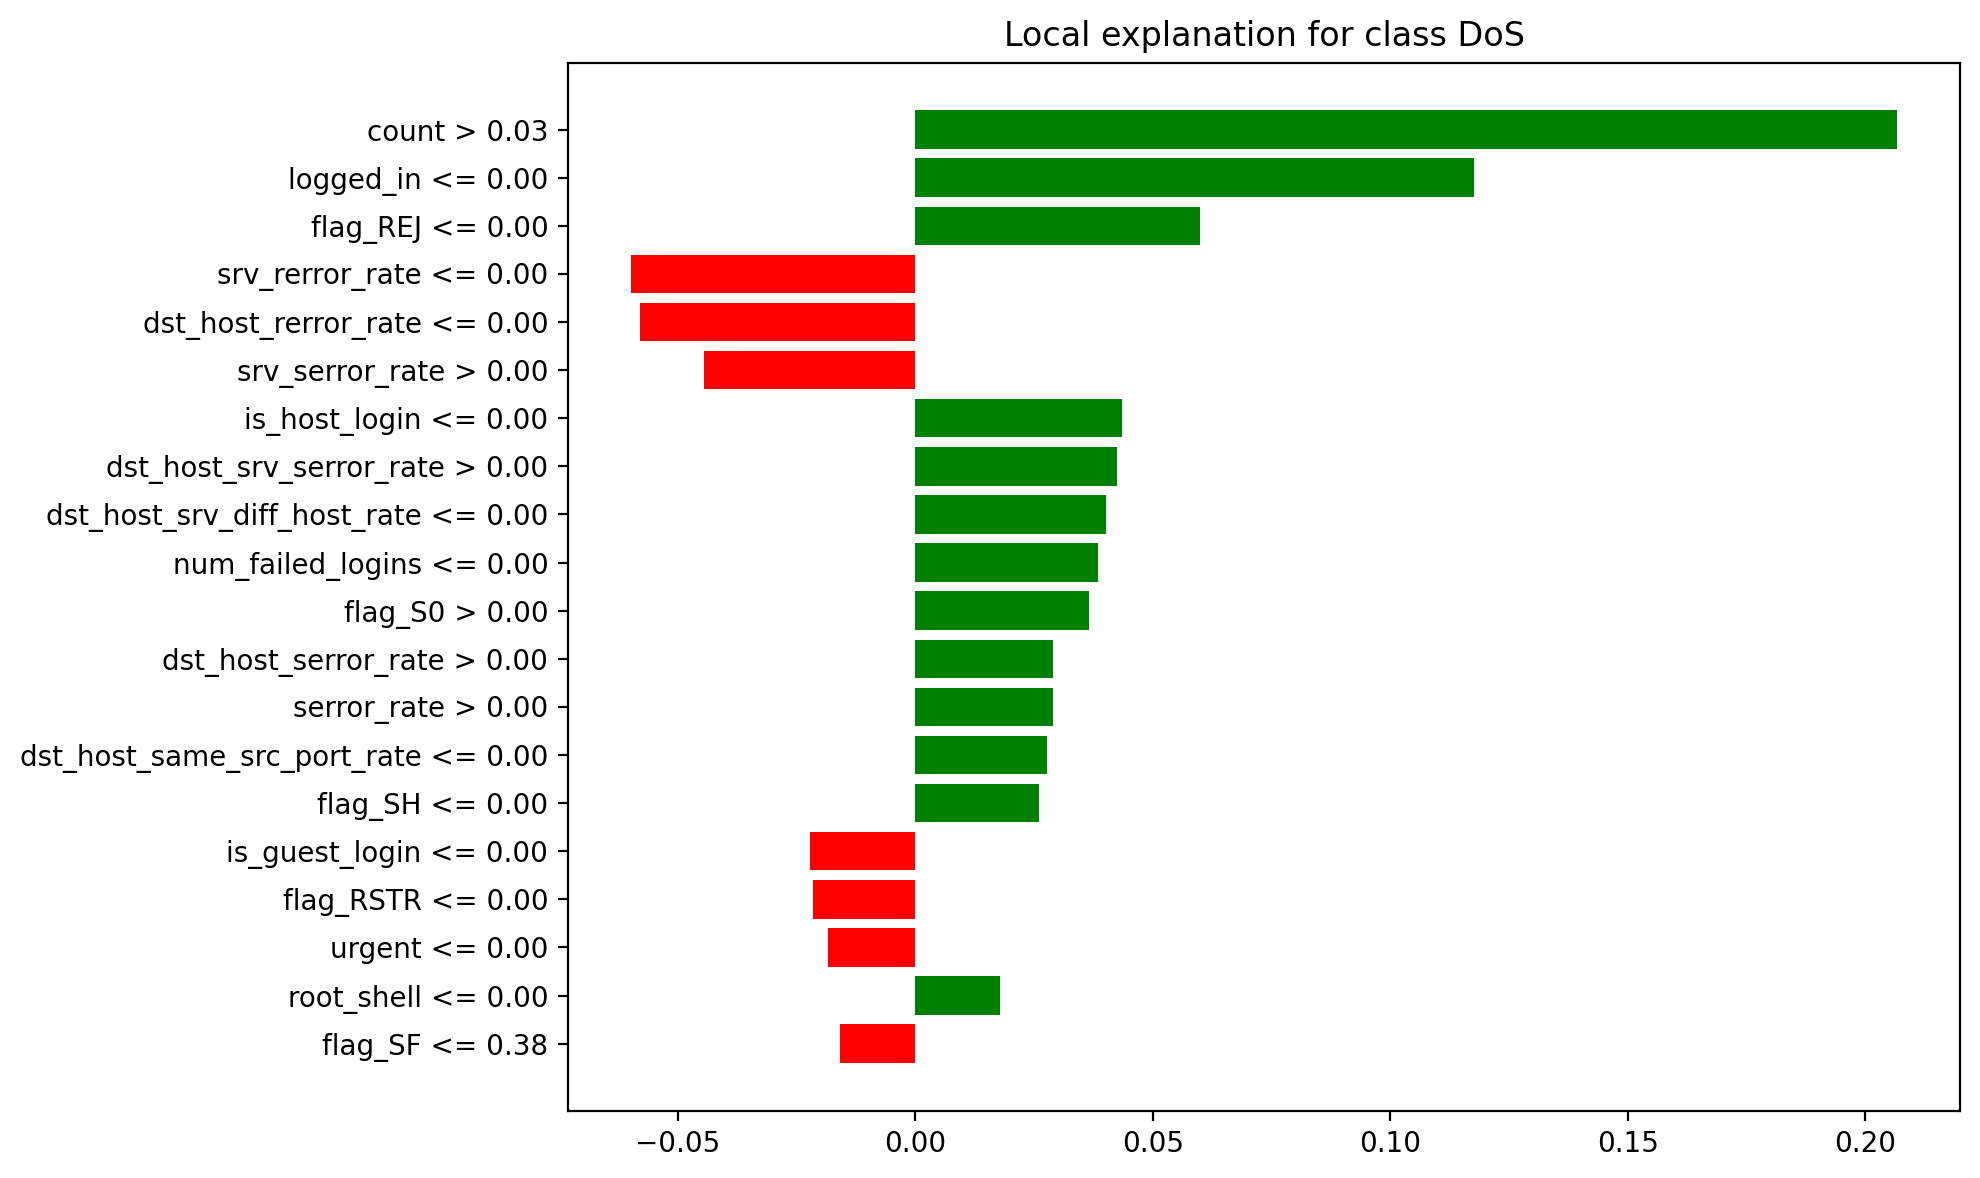 Local explanation for class DoS
count > 0.03
logged_in <= 0.00
flag_REJ <= 0.00
srv_rerror_rate <= 0.00
dst_host_rerror_rate <= 0.00
srv_serror_rate > 0.00
is_host_login <= 0.00
dst_host_srv_serror_rate > 0.00
dst_host_srv_diff_host_rate <= 0.00
num_failed_logins <= 0.00
flag_S0 > 0.00
dst_host_serror_rate > 0.00
serror_rate > 0.00
dst_host_same_src_port_rate <= 0.00
flag_SH <= 0.00
is_guest_login <= 0.00
flag_RSTR <= 0.00
urgent <= 0.00
root_shell <= 0.00
flag_SF <= 0.38
−0.05 0.00 0.05 0.10 0.15 0.20